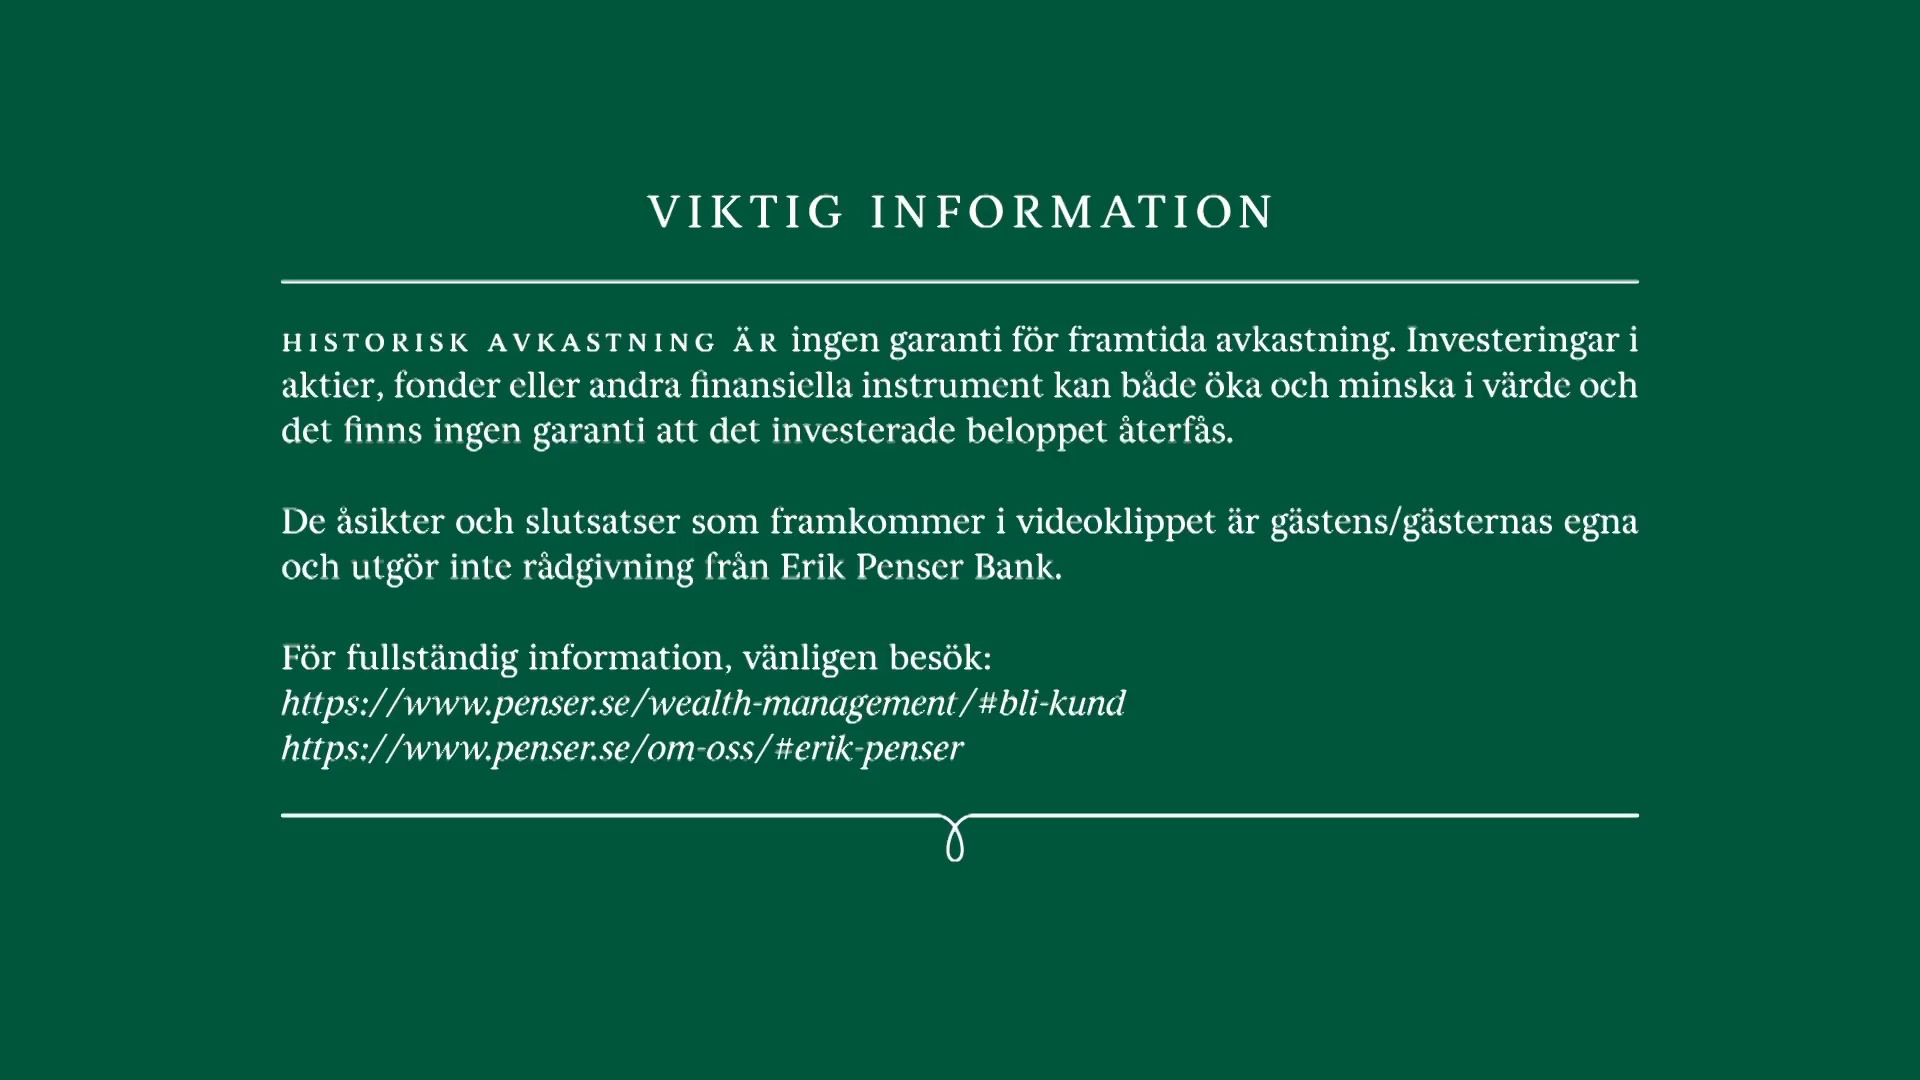 VIKTIG INFORMATION
HISTORISK AVKASTNING ÄR ingen garanti för framtida avkastning. Investeringar i
aktier, fonder eller andra finansiella instrument kan både öka och minska i värde och
det finns ingen garanti att det investerade beloppet återfås.
De åsikter och slutsatser som framkommer i videoklippet är gästens/gästernas egna
och utgör inte rådgivning från Erik Penser Bank.
För fullständig information, vänligen besök:
https://www.penser.se/wealth-management/#bli-kund
https://www.penser.se/om-oss/#erik-penser